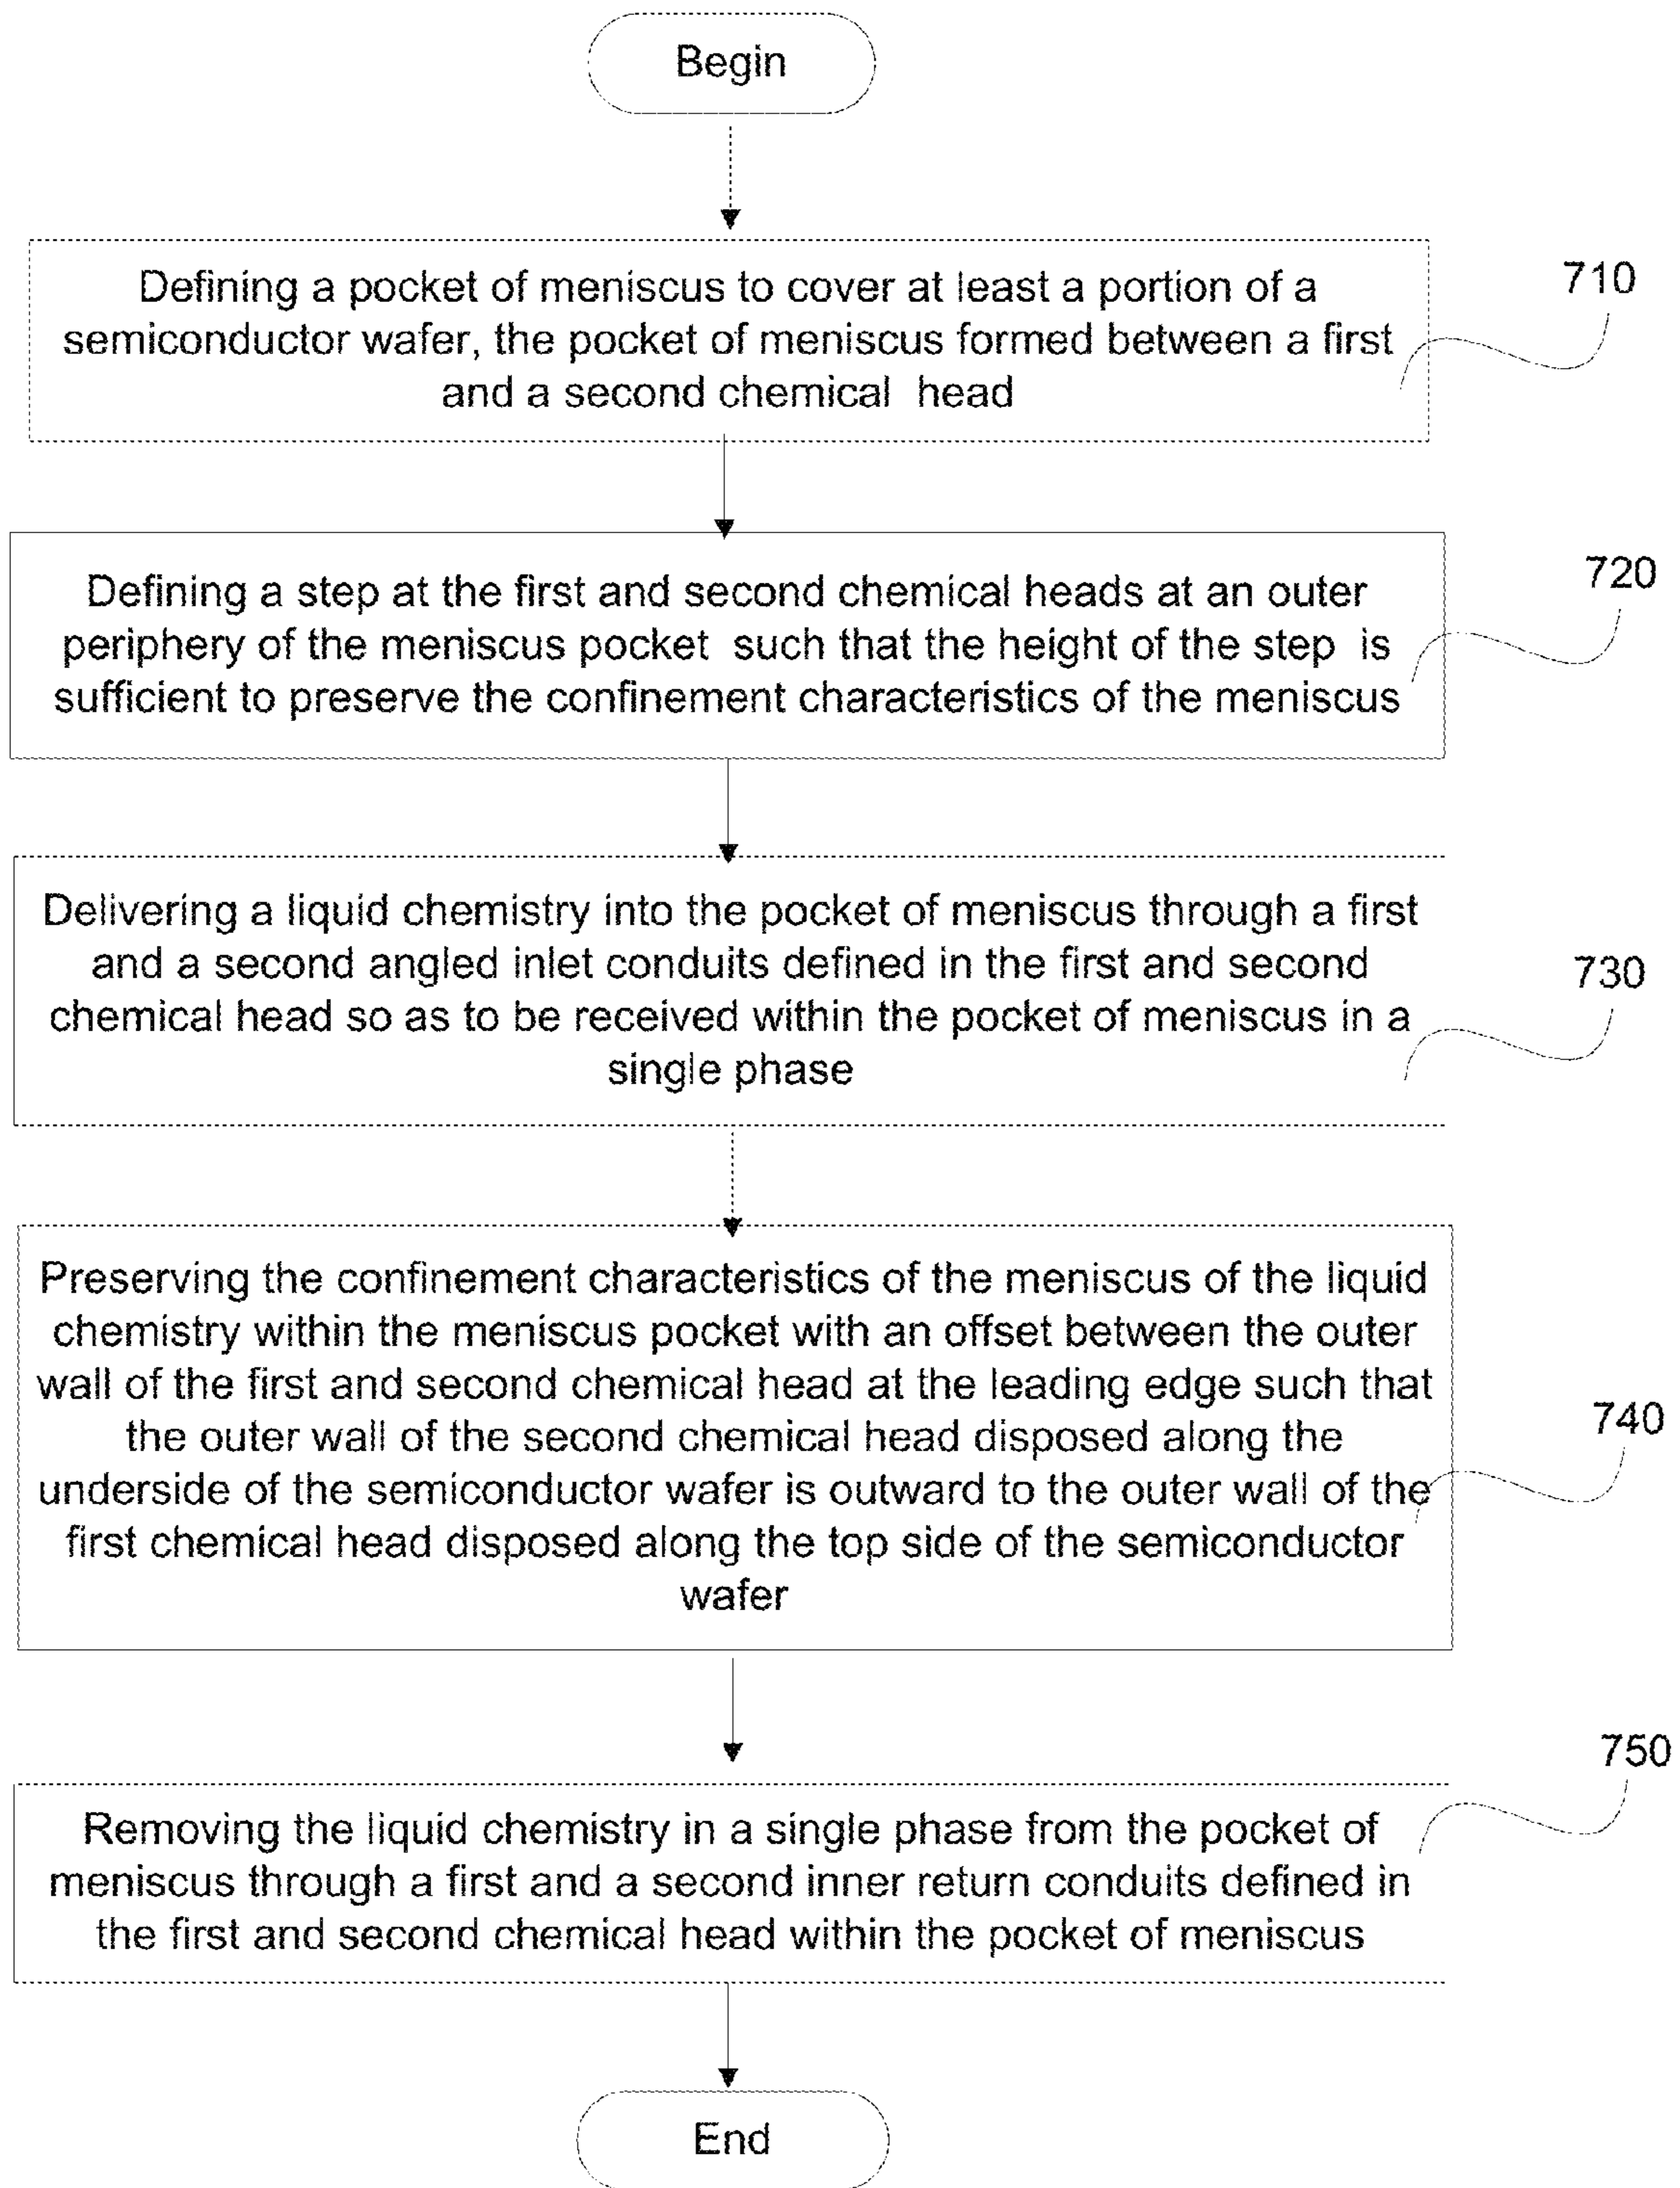 Begin
Defining a pocket of meniscus to cover at least a portion of a
semiconductor wafer, the pocket of meniscus formed between a first
and a second chemical head
710
Defining a step at the first and second chemical heads at an outer
periphery of the meniscus pocket such that the height of the step is
sufficient to preserve the confinement characteristics of the meniscus
720
Delivering a liquid chemistry into the pocket of meniscus through a first
and a second angled inlet conduits defined in the first and second
chemical head so as to be received within the pocket of meniscus in a
single phase
730
Preserving the confinement characteristics of the meniscus of the liquid
chemistry within the meniscus pocket with an offset between the outer
wall of the first and second chemical head at the leading edge such that
the outer wall of the second chemical head disposed along the
underside of the semiconductor wafer is outward to the outer wall of the
first chemical head disposed along the top side of the semiconductor
wafer
740
Removing the liquid chemistry in a single phase from the pocket of
meniscus through a first and a second inner return conduits defined in
the first and second chemical head within the pocket of meniscus
750
End